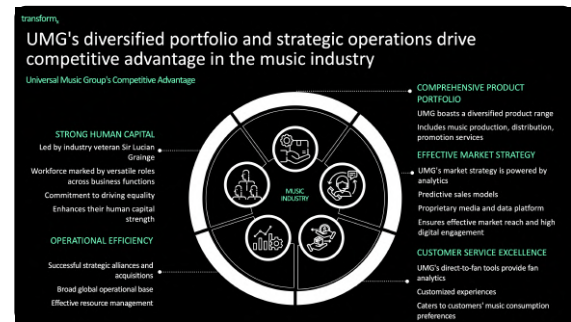 transform,
UMG's diversified portfolio and strategic operations drive
competitive advantage in the music industry
Universal Music Group's Competitive Advantage
STRONG HUMAN CAPITAL
Led by industry veteran Sir Lucian
Grainge
Workforce marked by versatile roles
across business functions
Commitment to driving equality
Enhances their human capital
strength
OPERATIONAL EFFICIENCY
Successful strategic alliances and
acquisitions
Broad global operational base
Effective resource management
MUSIC
INDUSTRY
COMPREHENSIVE PRODUCT
PORTFOLIO
UMG boasts a diversified product range
Includes music production, distribution,
promotion services
EFFECTIVE MARKET STRATEGY
UMG's market strategy is powered by
analytics
Predictive sales models
Proprietary media and data platform
Ensures effective market reach and high
digital engagement
CUSTOMER SERVICE EXCELLENCE
UMG's direct-to-fan tools provide fan
analytics
Customized experiences
Caters to customers' music consumption
preferences